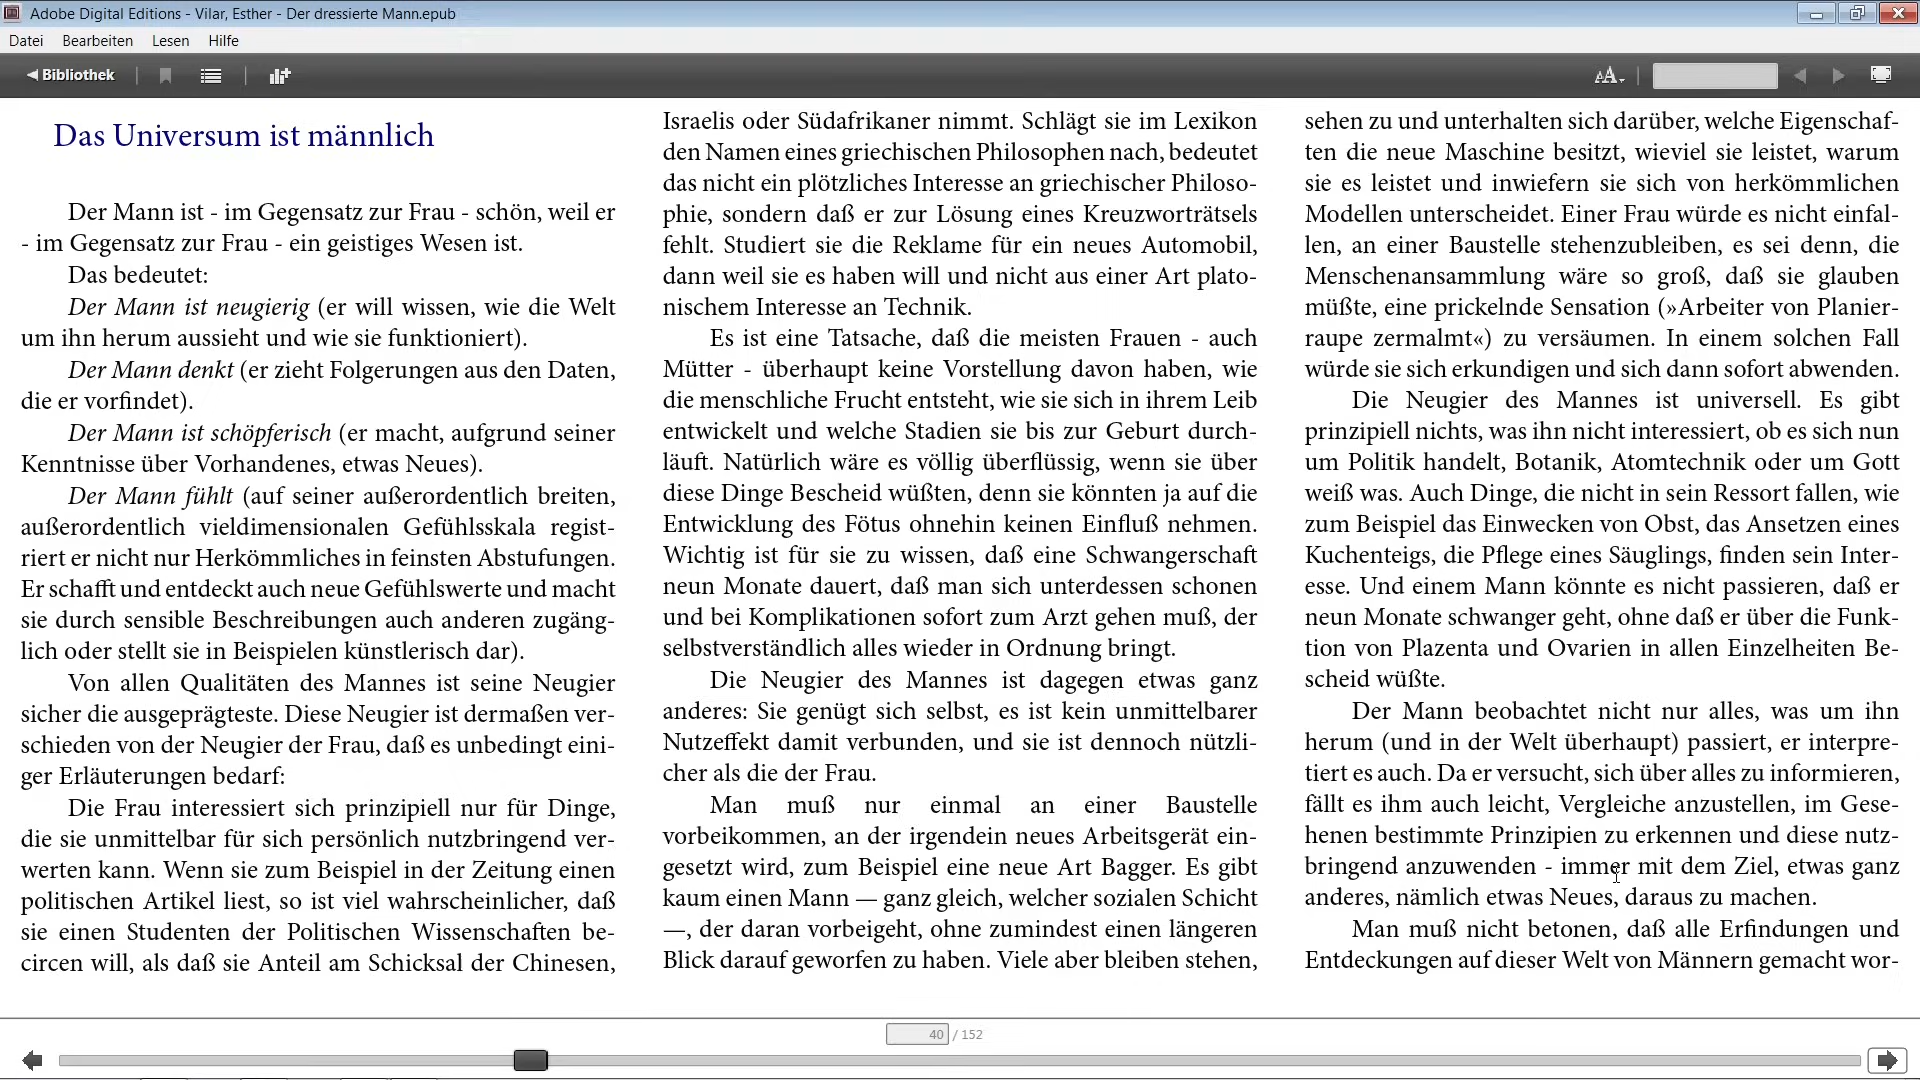 Adobe Digital Editions - Vilar, Esther - Der dressierte Mann.epub
Datei Bearbeiten Lesen Hilfe
Bibliothek
AA
Das Universum ist männlich
Der Mann ist - im Gegensatz zur Frau - schön, weil er
- im Gegensatz zur Frau - ein geistiges Wesen ist.
Das bedeutet:
Der Mann ist neugierig (er will wissen, wie die Welt
um ihn herum aussieht und wie sie funktioniert).
Der Mann denkt (er zieht Folgerungen aus den Daten,
die er vorfindet).
Der Mann ist schöpferisch (er macht, aufgrund seiner
Kenntnisse über Vorhandenes, etwas Neues).
Der Mann fühlt (auf seiner außerordentlich breiten,
außerordentlich vieldimensionalen Gefühlsskala regist-
riert er nicht nur Herkömmliches in feinsten Abstufungen.
Er schafft und entdeckt auch neue Gefühlswerte und macht
sie durch sensible Beschreibungen auch anderen zugäng-
lich oder stellt sie in Beispielen künstlerisch dar).
Von allen Qualitäten des Mannes ist seine Neugier
sicher die ausgeprägteste. Diese Neugier ist dermaßen ver-
schieden von der Neugier der Frau, daß es unbedingt eini-
ger Erläuterungen bedarf:
Die Frau interessiert sich prinzipiell nur für Dinge,
die sie unmittelbar für sich persönlich nutzbringend ver-
werten kann. Wenn sie zum Beispiel in der Zeitung einen
politischen Artikel liest, so ist viel wahrscheinlicher, daß
sie einen Studenten der Politischen Wissenschaften be-
circen will, als daß sie Anteil am Schicksal der Chinesen,
Israelis oder Südafrikaner nimmt. Schlägt sie im Lexikon
den Namen eines griechischen Philosophen nach, bedeutet
das nicht ein plötzliches Interesse an griechischer Philoso-
phie, sondern daß er zur Lösung eines Kreuzworträtsels
fehlt. Studiert sie die Reklame für ein neues Automobil,
dann weil sie es haben will und nicht aus einer Art plato-
nischem Interesse an Technik.
Es ist eine Tatsache, daß die meisten Frauen - auch
Mütter - überhaupt keine Vorstellung davon haben, wie
die menschliche Frucht entsteht, wie sie sich in ihrem Leib
entwickelt und welche Stadien sie bis zur Geburt durch-
läuft. Natürlich wäre es völlig überflüssig, wenn sie über
diese Dinge Bescheid wüßten, denn sie könnten ja auf die
Entwicklung des Fötus ohnehin keinen Einfluß nehmen.
Wichtig ist für sie zu wissen, daß eine Schwangerschaft
neun Monate dauert, daß man sich unterdessen schonen
und bei Komplikationen sofort zum Arzt gehen muß, der
selbstverständlich alles wieder in Ordnung bringt.
Die Neugier des Mannes ist dagegen etwas ganz
anderes: Sie genügt sich selbst, es ist kein unmittelbarer
Nutzeffekt damit verbunden, und sie ist dennoch nützli-
cher als die der Frau.
Man muß nur einmal an einer Baustelle
vorbeikommen, an der irgendein neues Arbeitsgerät ein-
gesetzt wird, zum Beispiel eine neue Art Bagger. Es gibt
kaum einen Mann — ganz gleich, welcher sozialen Schicht
—, der daran vorbeigeht, ohne zumindest einen längeren
Blick darauf geworfen zu haben. Viele aber bleiben stehen,
sehen zu und unterhalten sich darüber, welche Eigenschaf-
ten die neue Maschine besitzt, wieviel sie leistet, warum
sie es leistet und inwiefern sie sich von herkömmlichen
Modellen unterscheidet. Einer Frau würde es nicht einfal-
len, an einer Baustelle stehenzubleiben, es sei denn, die
Menschenansammlung wäre so groß, daß sie glauben
müßte, eine prickelnde Sensation (»Arbeiter von Planier-
raupe zermalmt«) zu versäumen. In einem solchen Fall
würde sie sich erkundigen und sich dann sofort abwenden.
Die Neugier des Mannes ist universell. Es gibt
prinzipiell nichts, was ihn nicht interessiert, ob es sich nun
um Politik handelt, Botanik, Atomtechnik oder um Gott
weiß was. Auch Dinge, die nicht in sein Ressort fallen, wie
zum Beispiel das Einwecken von Obst, das Ansetzen eines
Kuchenteigs, die Pflege eines Säuglings, finden sein Inter-
esse. Und einem Mann könnte es nicht passieren, daß er
neun Monate schwanger geht, ohne daß er über die Funk-
tion von Plazenta und Ovarien in allen Einzelheiten Be-
scheid wüßte.
Der Mann beobachtet nicht nur alles, was um ihn
herum (und in der Welt überhaupt) passiert, er interpre-
tiert es auch. Da er versucht, sich über alles zu informieren,
fällt es ihm auch leicht, Vergleiche anzustellen, im Gese-
henen bestimmte Prinzipien zu erkennen und diese nutz-
bringend anzuwenden - immer mit dem Ziel, etwas ganz
anderes, nämlich etwas Neues, daraus zu machen.
Man muß nicht betonen, daß alle Erfindungen und
Entdeckungen auf dieser Welt von Männern gemacht wor-
40 / 152